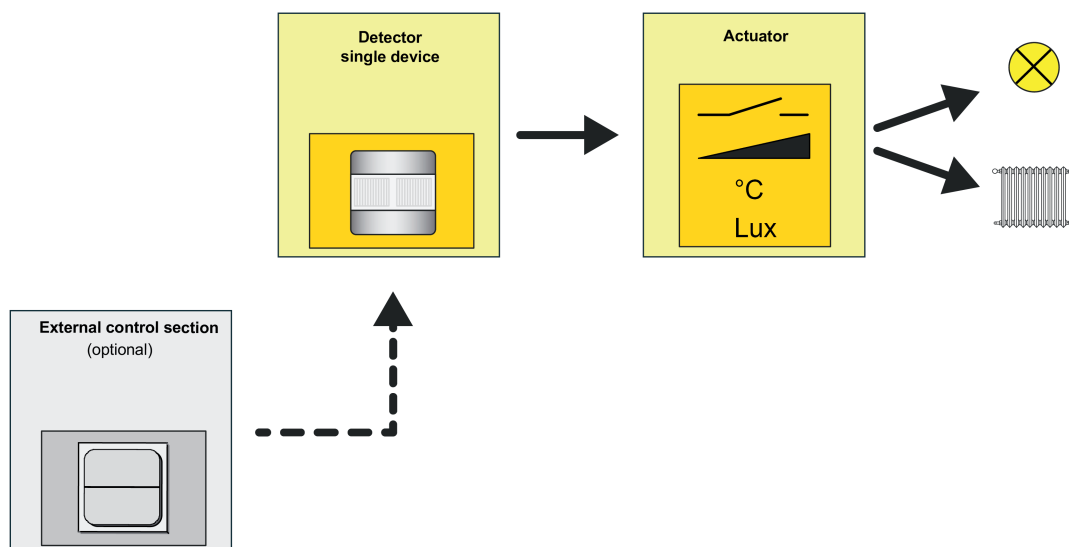 Detector
single device
Actuator
°C
Lux
External control section
(optional)